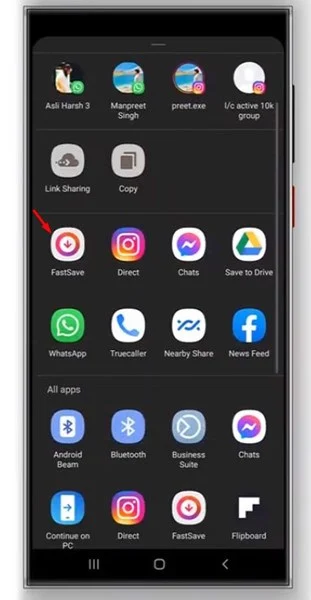 Asli Harsh 3
Manpreet
Singh
preet.exe
I/c active 10k
group
Link Sharing
Copy
FastSave
Direct
Chats
Save to Drive
WhatsApp
Truecaller
Nearby Share
News Feed
All apps
Android
Beam
Bluetooth
Business
Suite
Chats
Continue on
PC
Direct
FastSave
Flipboard